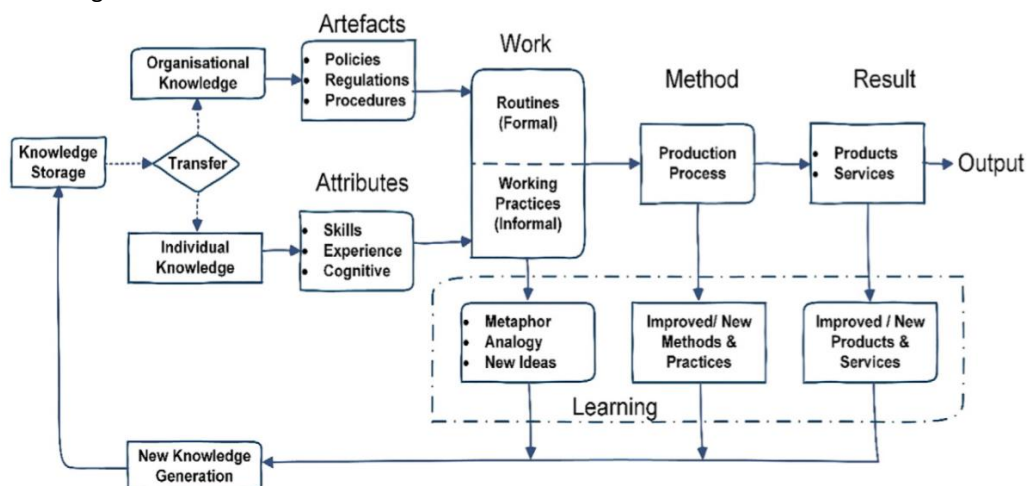 Artefacts
Work
Method
Result
Organisational
Knowledge
• Policies
• Regulations
• Procedures
Routines
(Formal)
Knowledge
Storage
Transfer
Production
Process
• Products
• Services
Output
Attributes
Working
Practices
(Informal)
Individual
Knowledge
• Skills
• Experience
• Cognitive
• Metaphor
• Analogy
• New Ideas
Improved/ New
Methods &
Practices
Improved / New
Products &
Services
Learning
New Knowledge
Generation